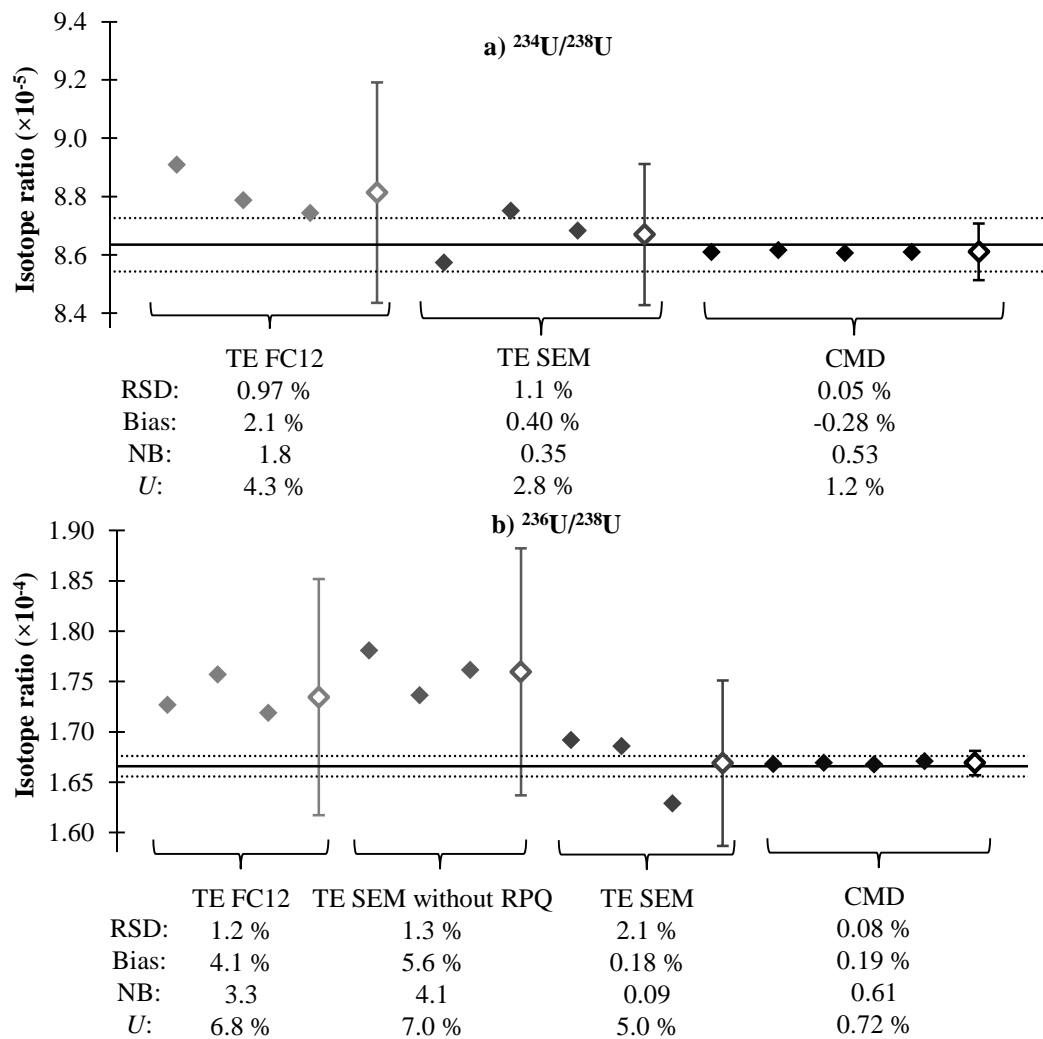 a) ²³⁴U/²³⁸U
Isotope ratio (×10⁻⁵)
9.4
9.2
9.0
8.8
8.6
8.4
TE FC12 TE SEM CMD
RSD: 0.97 % 1.1 % 0.05 %
Bias: 2.1 % 0.40 % -0.28 %
NB: 1.8 0.35 0.53
U: 4.3 % 2.8 % 1.2 %
b) ²³⁶U/²³⁸U
Isotope ratio (×10⁻⁴)
1.90
1.85
1.80
1.75
1.70
1.65
1.60
TE FC12 TE SEM without RPQ TE SEM CMD
RSD: 1.2 % 1.3 % 2.1 % 0.08 %
Bias: 4.1 % 5.6 % 0.18 % 0.19 %
NB: 3.3 4.1 0.09 0.61
U: 6.8 % 7.0 % 5.0 % 0.72 %